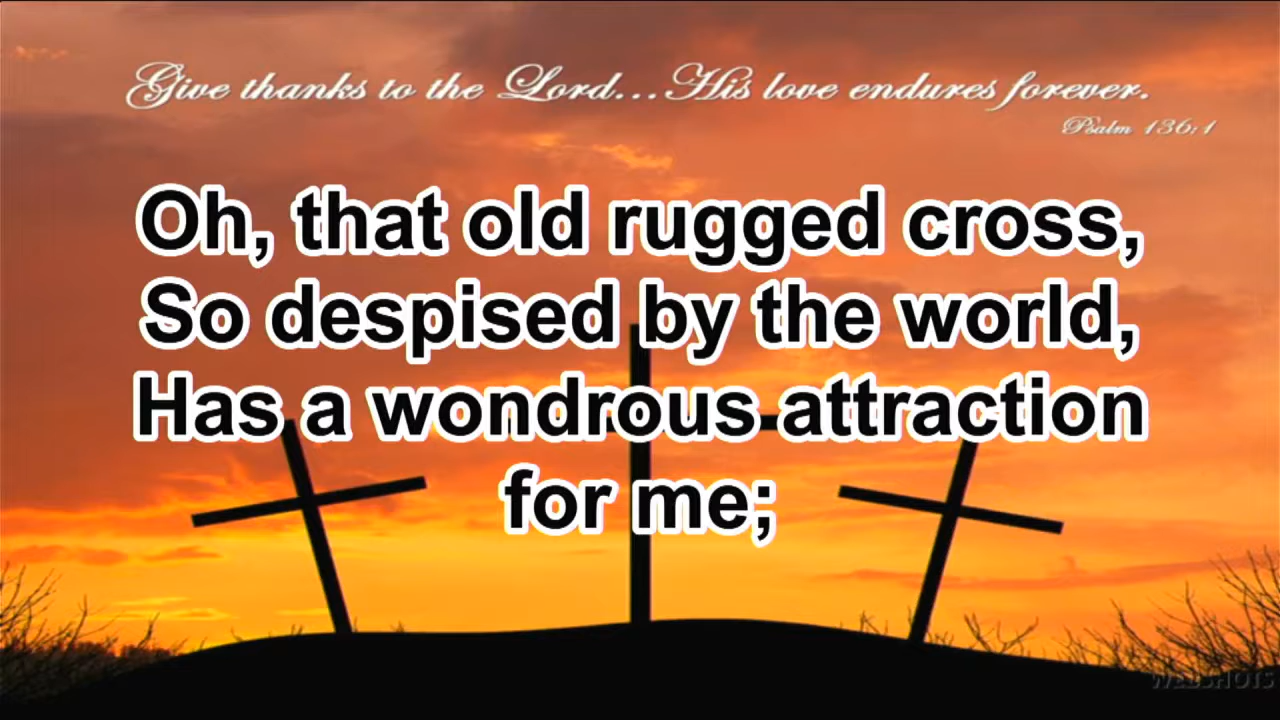 Give thanks to the Lord...His love endures forever.
Psalm 136:1
Oh, that old rugged cross,
So despised by the world,
Has a wondrous attraction
for me;
WEBSHOTS